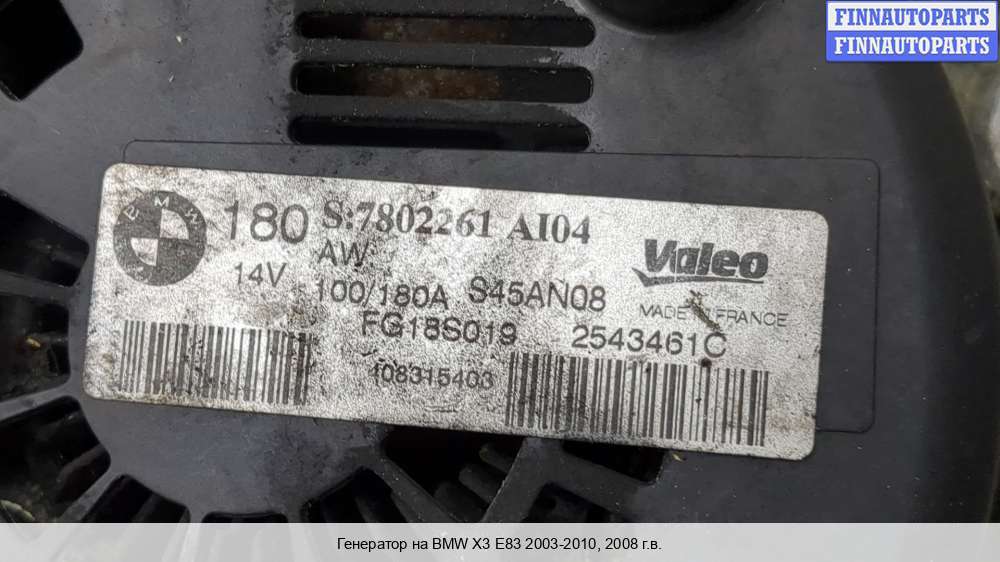 FINNAUTOPARTS
FINNAUTOPARTS
BMW
180 S:7802261 AI04
AW
14V 100/180A S45AN08
FG18S019 2543461C
108315403
Valeo
MADE IN FRANCE
Генератор на BMW X3 E83 2003-2010, 2008 г.в.